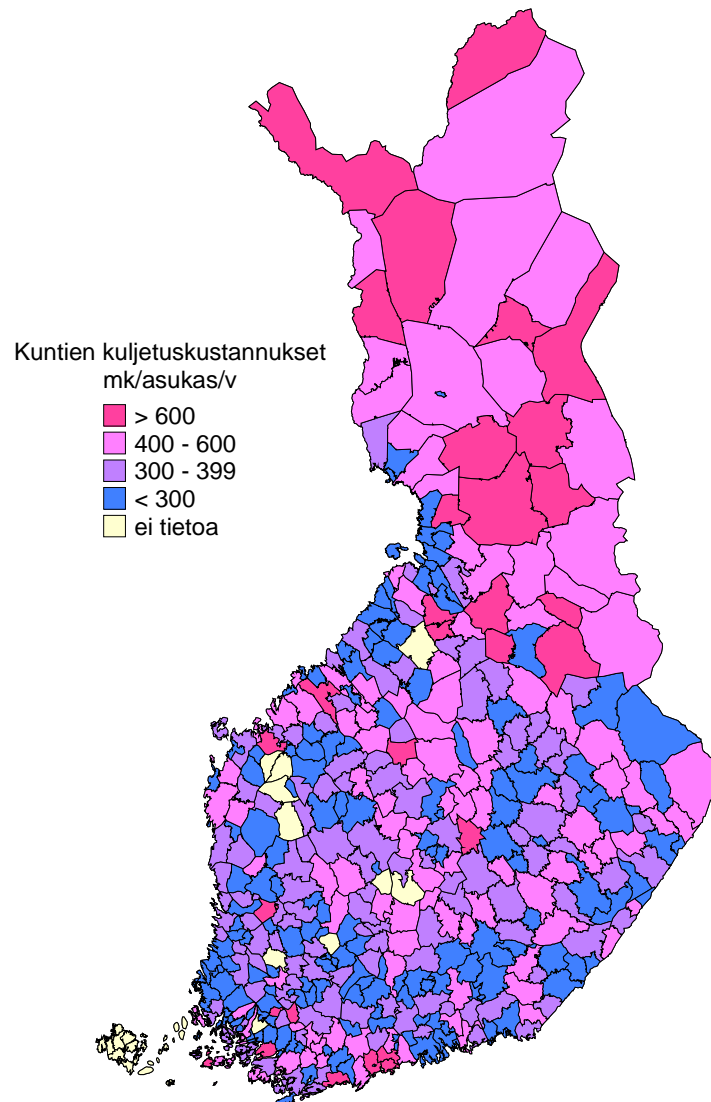 Kuntien kuljetuskustannukset
mk/asukas/v
> 600
400 - 600
300 - 399
< 300
ei tietoa